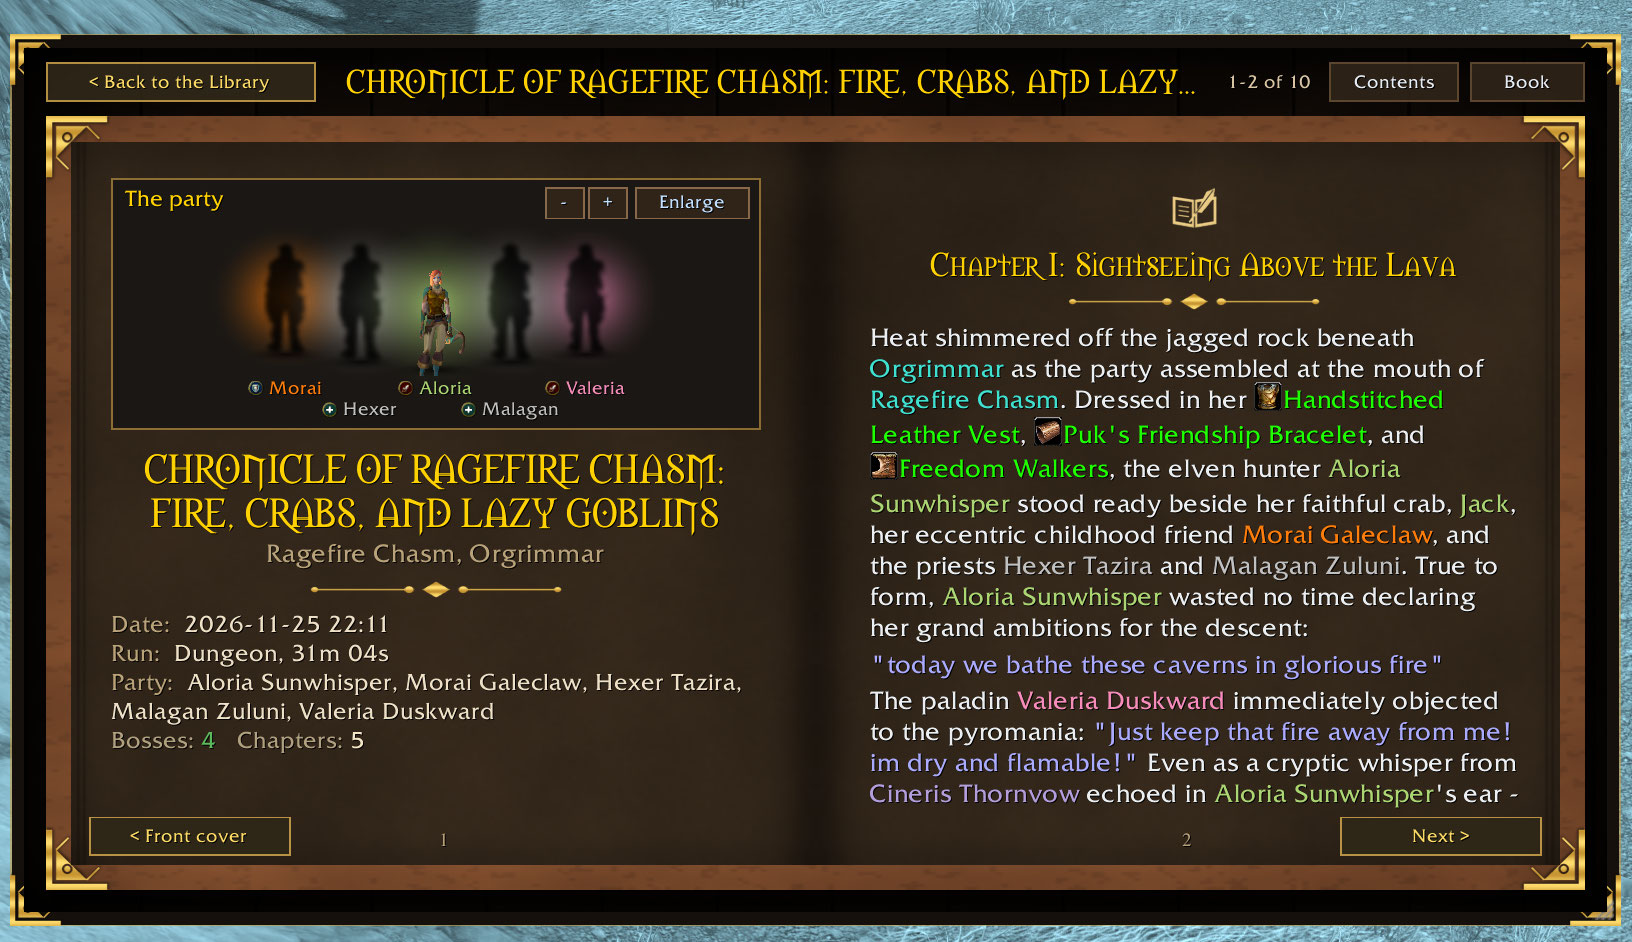 < Back to the Library
CHRONICLE OF RAGEFIRE CHASM: FIRE, CRABS, AND LAZY...
1-2 of 10
Contents
Book
The party
-
+
Enlarge
Morai
Aloria
Valeria
Hexer
Malagan
CHRONICLE OF RAGEFIRE CHASM:
FIRE, CRABS, AND LAZY GOBLINS
Ragefire Chasm, Orgrimmar
Date: 2026-11-25 22:11
Run: Dungeon, 31m 04s
Party: Aloria Sunwhisper, Morai Galeclaw, Hexer Tazira,
Malagan Zuluni, Valeria Duskward
Bosses: 4 Chapters: 5
< Front cover
1
Chapter I: Sightseeing Above the Lava
Heat shimmered off the jagged rock beneath
Orgrimmar as the party assembled at the mouth of
Ragefire Chasm. Dressed in her Handstitched
Leather Vest, Puk's Friendship Bracelet, and
Freedom Walkers, the elven hunter Aloria
Sunwhisper stood ready beside her faithful crab, Jack,
her eccentric childhood friend Morai Galeclaw, and
the priests Hexer Tazira and Malagan Zuluni. True to
form, Aloria Sunwhisper wasted no time declaring
her grand ambitions for the descent:
"today we bathe these caverns in glorious fire"
The paladin Valeria Duskward immediately objected
to the pyromania: "Just keep that fire away from me!
im dry and flamable!" Even as a cryptic whisper from
Cineris Thornvow echoed in Aloria Sunwhisper's ear -
2
Next >